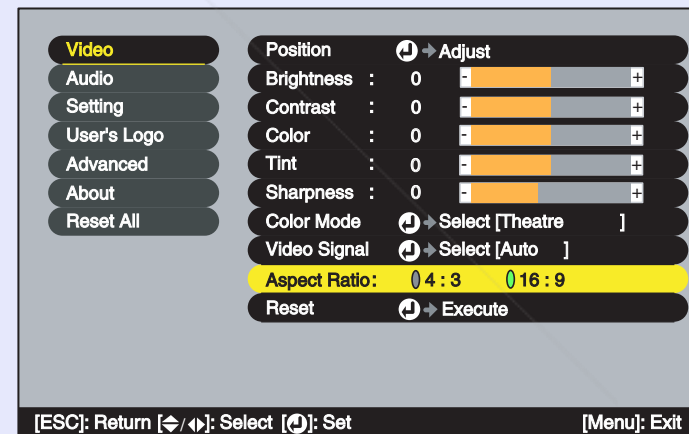 Video
Audio
Setting
User's Logo
Advanced
About
Reset All
Position Adjust
Brightness : 0 - +
Contrast : 0 - +
Color : 0 - +
Tint : 0 - +
Sharpness : 0 - +
Color Mode Select [Theatre ]
Video Signal Select [Auto ]
Aspect Ratio: 4 : 3 16 : 9
Reset Execute
[ESC]: Return [/]: Select []: Set [Menu]: Exit